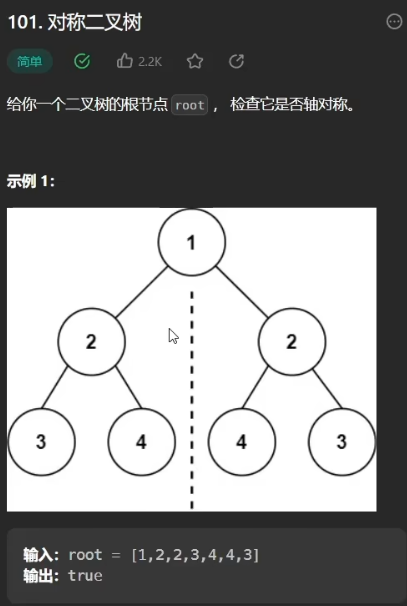 101. 对称二叉树
简单 2.2K
给你一个二叉树的根节点 root ， 检查它是否轴对称。
示例 1：
1
2 2
3 4 4 3
输入：root = [1,2,2,3,4,4,3]
输出：true